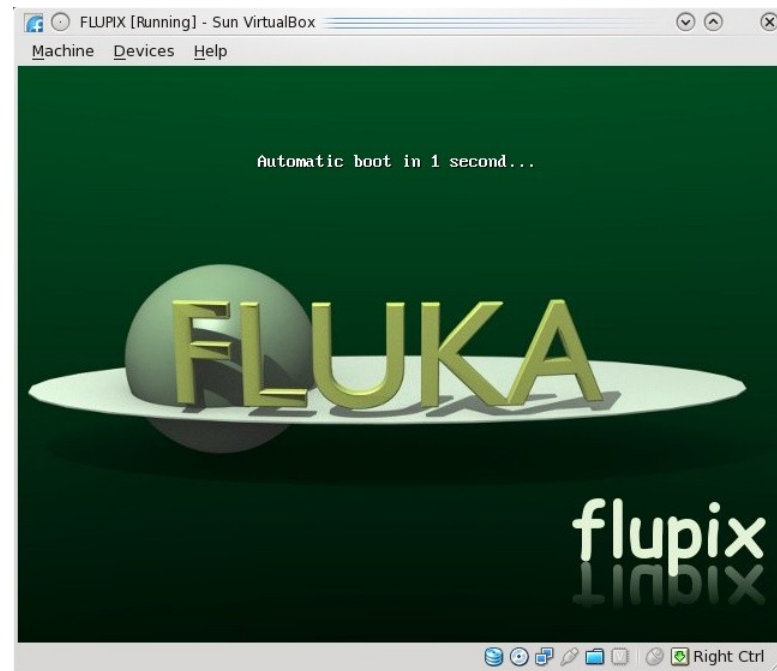 FLUPIX [Running] - Sun VirtualBox
Machine Devices Help
Automatic boot in 1 second...
FLUKA
flupix
Right Ctrl